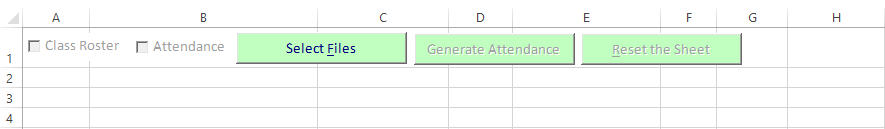 A B C D E F G H
1 Class Roster Attendance Select Files Generate Attendance Reset the Sheet
2
3
4